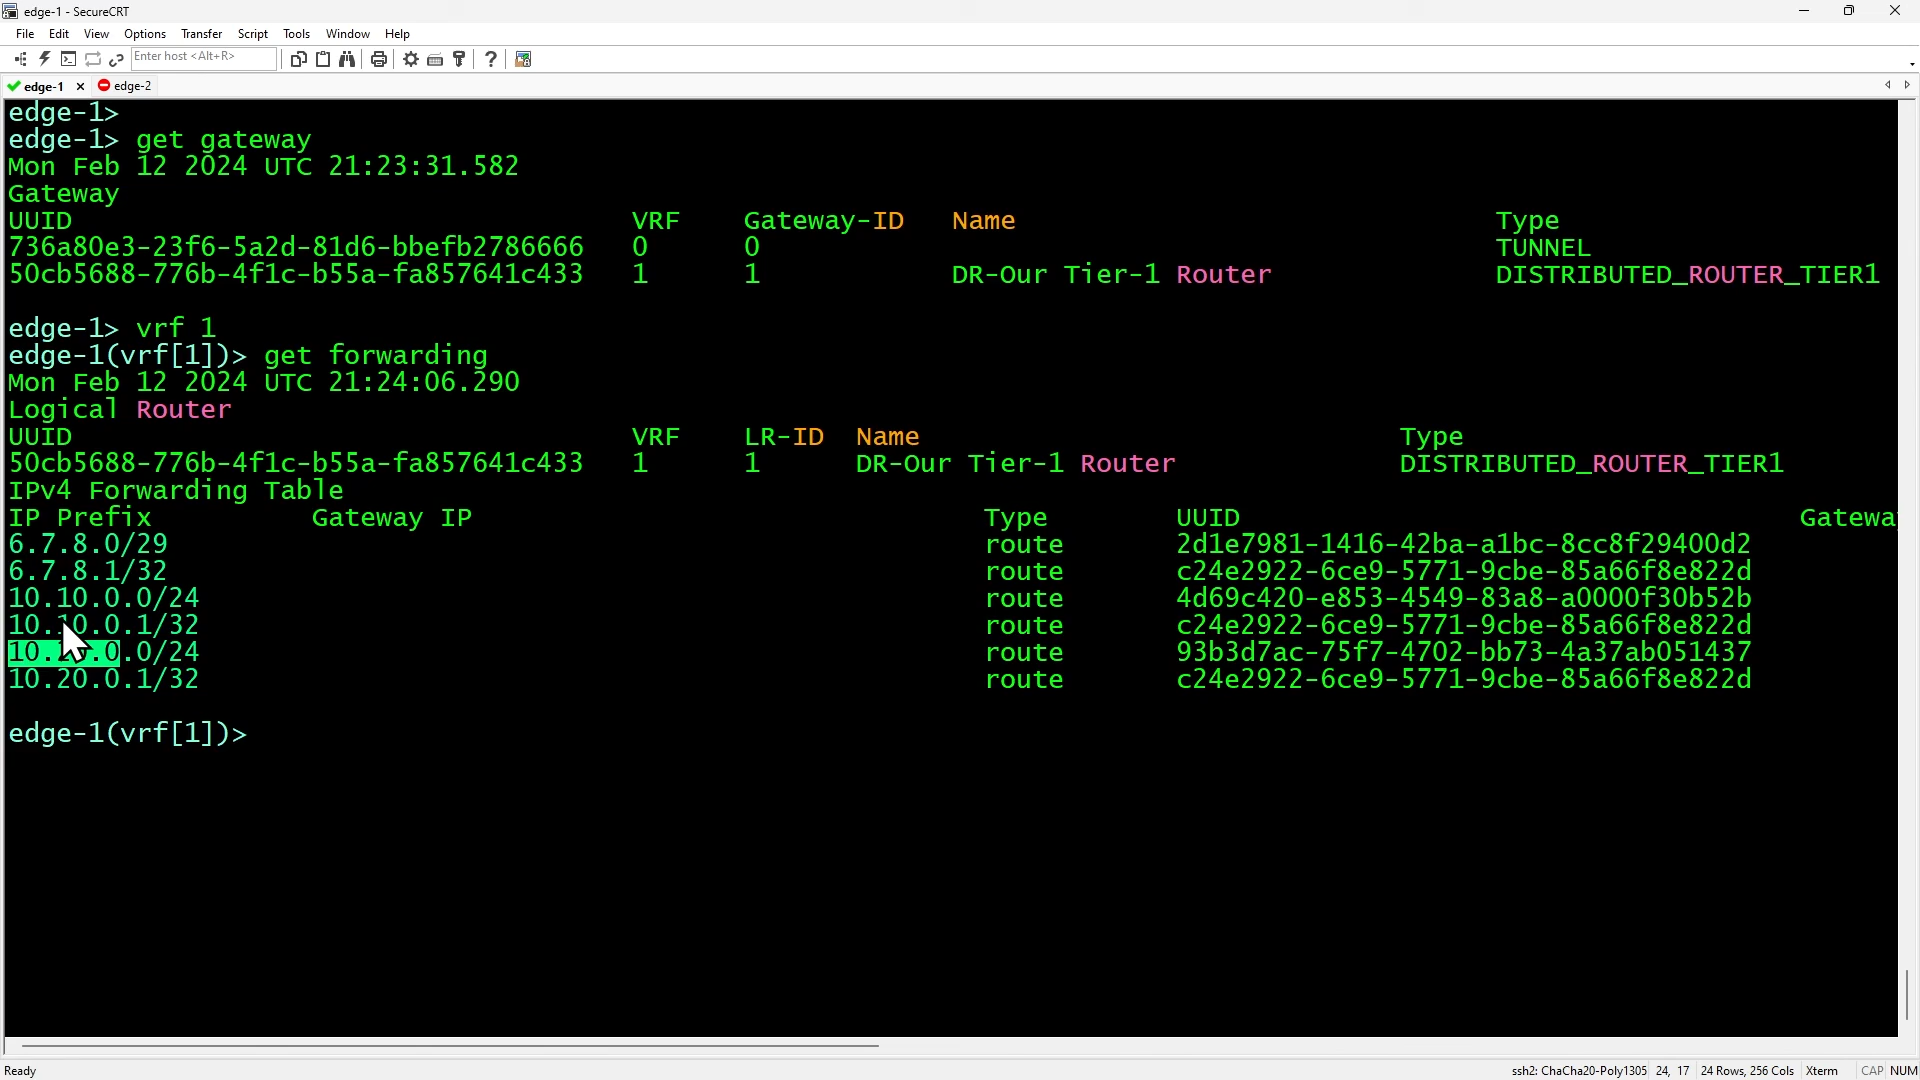 edge-1 - SecureCRT
File Edit View Options Transfer Script Tools Window Help
Enter host <Alt+R>
edge-1 edge-2
edge-1>
edge-1> get gateway
Mon Feb 12 2024 UTC 21:23:31.582
Gateway
UUID VRF Gateway-ID Name Type
736a80e3-23f6-5a2d-81d6-bbefb2786666 0 0 TUNNEL
50cb5688-776b-4f1c-b55a-fa857641c433 1 1 DR-Our Tier-1 Router DISTRIBUTED_ROUTER_TIER1
edge-1> vrf 1
edge-1(vrf[1])> get forwarding
Mon Feb 12 2024 UTC 21:24:06.290
Logical Router
UUID VRF LR-ID Name Type
50cb5688-776b-4f1c-b55a-fa857641c433 1 1 DR-Our Tier-1 Router DISTRIBUTED_ROUTER_TIER1
IPv4 Forwarding Table
IP Prefix Gateway IP Type UUID Gatewa
6.7.8.0/29 route 2d1e7981-1416-42ba-a1bc-8cc8f29400d2
6.7.8.1/32 route c24e2922-6ce9-5771-9cbe-85a66f8e822d
10.10.0.0/24 route 4d69c420-e853-4549-83a8-a0000f30b52b
10.10.0.1/32 route c24e2922-6ce9-5771-9cbe-85a66f8e822d
10.20.0.0/24 route 93b3d7ac-75f7-4702-bb73-4a37ab051437
10.20.0.1/32 route c24e2922-6ce9-5771-9cbe-85a66f8e822d
edge-1(vrf[1])>
Ready ssh2: ChaCha20-Poly1305 24, 17 24 Rows, 256 Cols Xterm CAP NUM